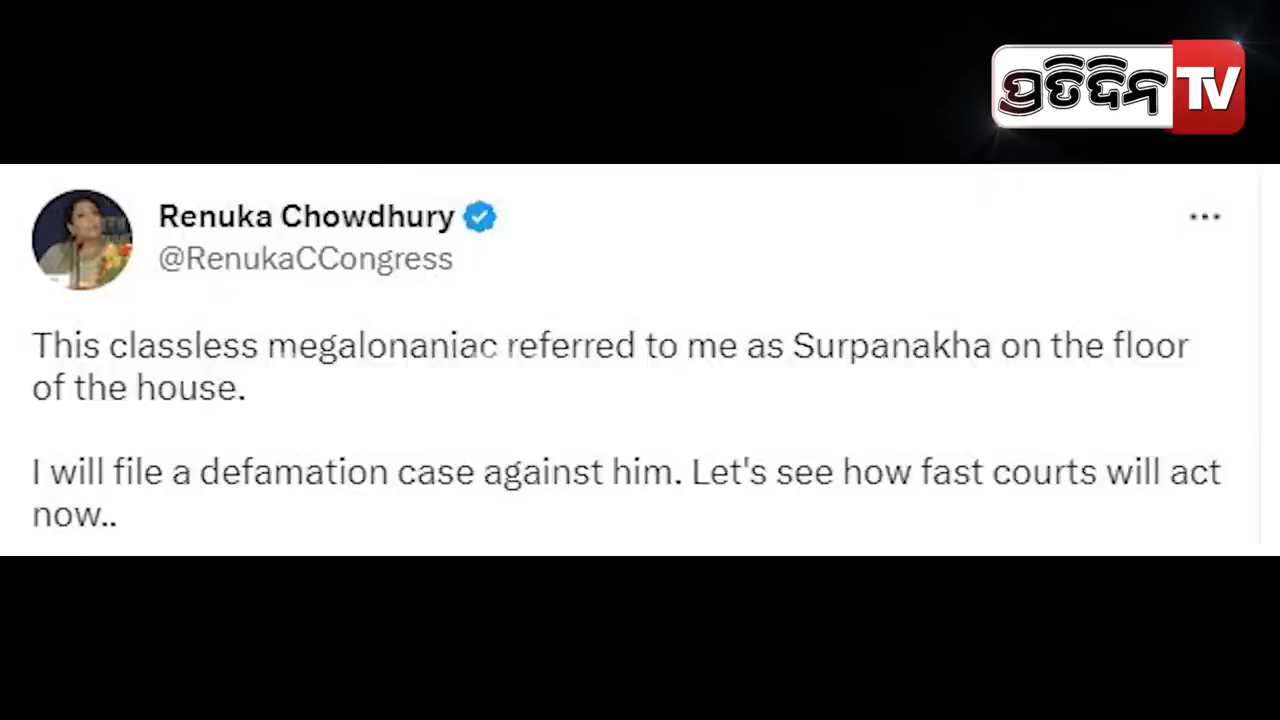 ପ୍ରତିଦିନ TV
Renuka Chowdhury
@RenukaCCongress
This classless megalonaniac referred to me as Surpanakha on the floor
of the house.
I will file a defamation case against him. Let's see how fast courts will act
now..